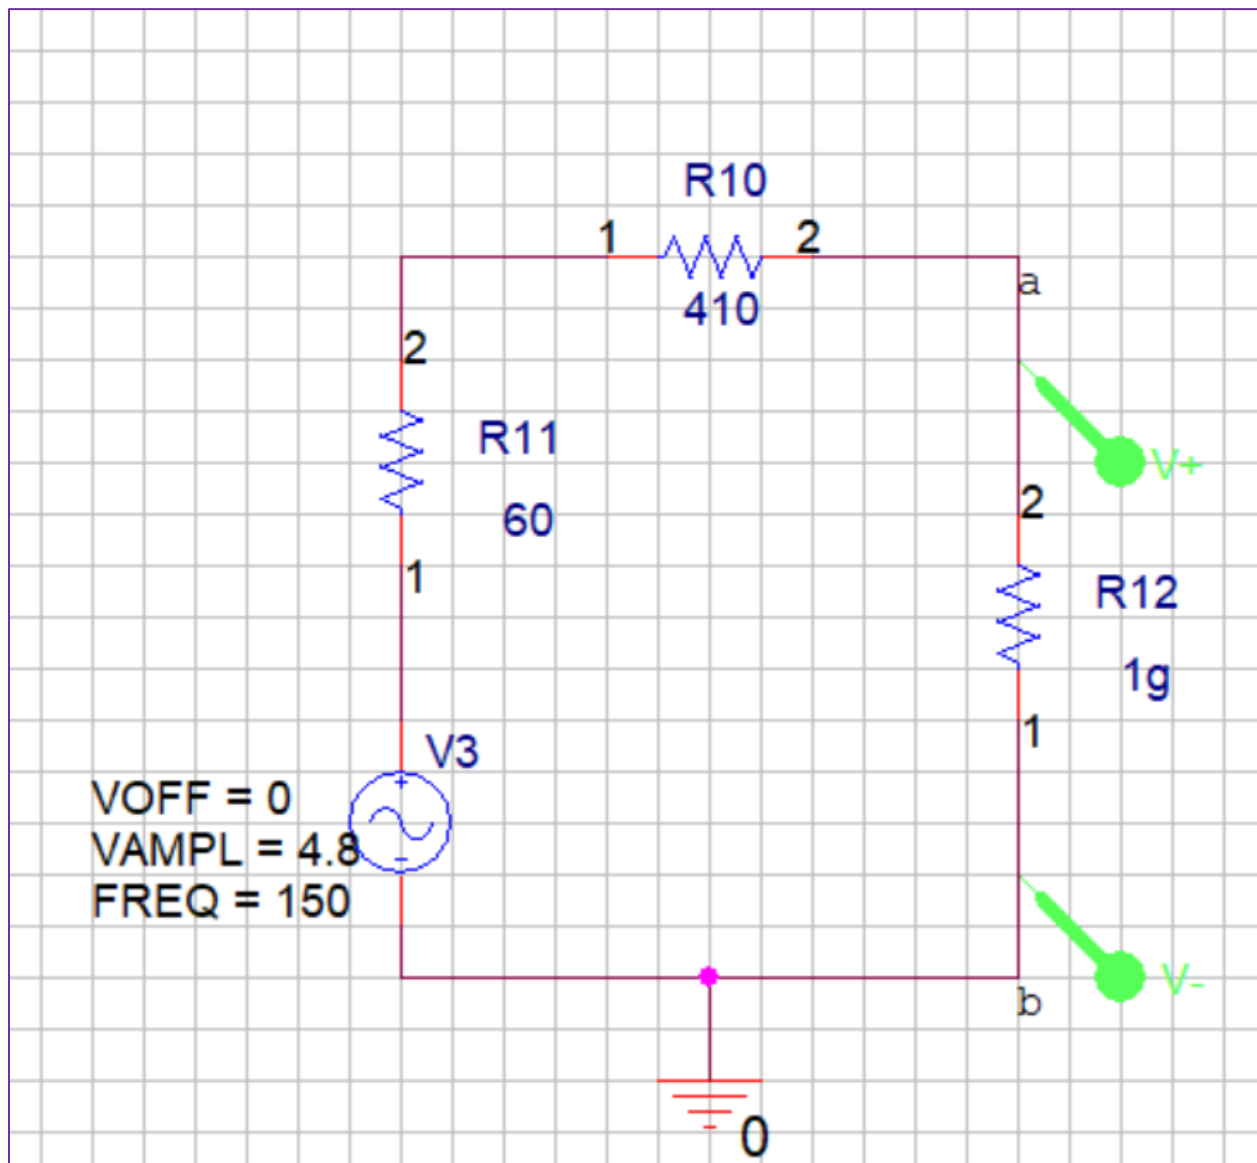 R10
1
2
410
a
2
R11
V+
2
60
1
R12
1g
1
V3
+
VOFF = 0
VAMPL = 4.8
FREQ = 150
-
V-
b
0